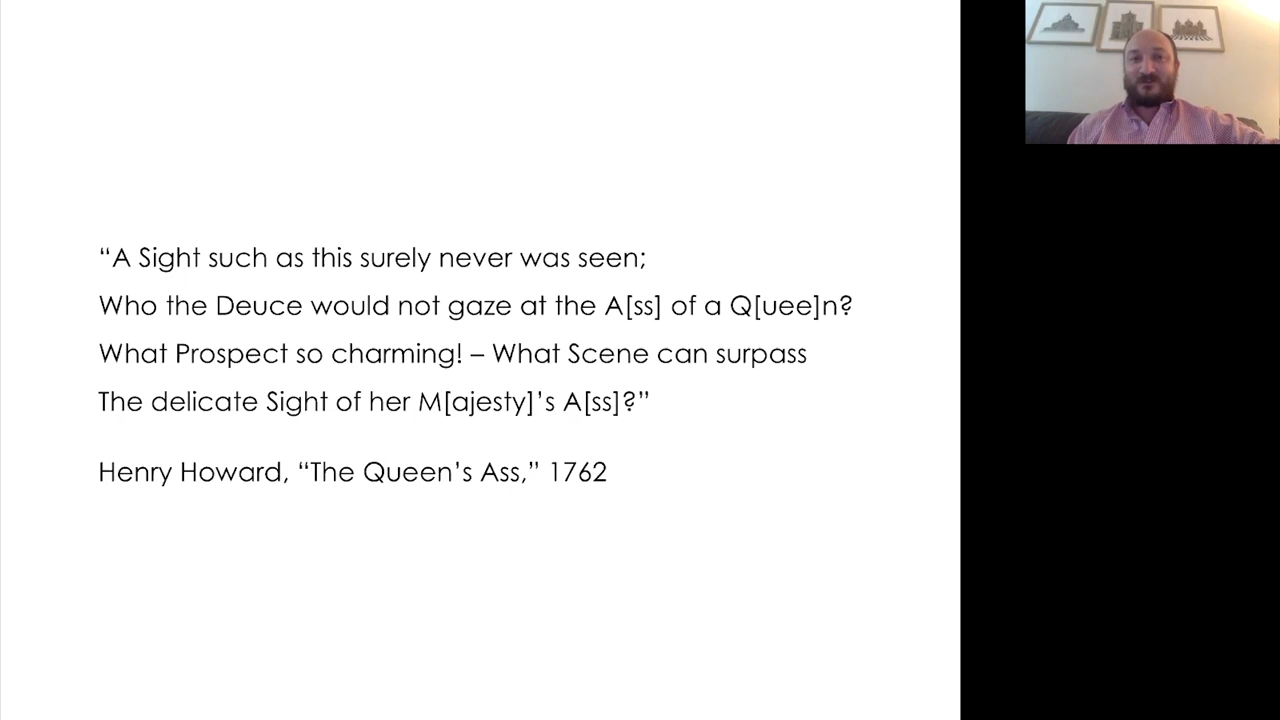 “A Sight such as this surely never was seen;
Who the Deuce would not gaze at the A[ss] of a Q[uee]n?
What Prospect so charming! – What Scene can surpass
The delicate Sight of her M[ajesty]’s A[ss]?”
Henry Howard, “The Queen’s Ass,” 1762